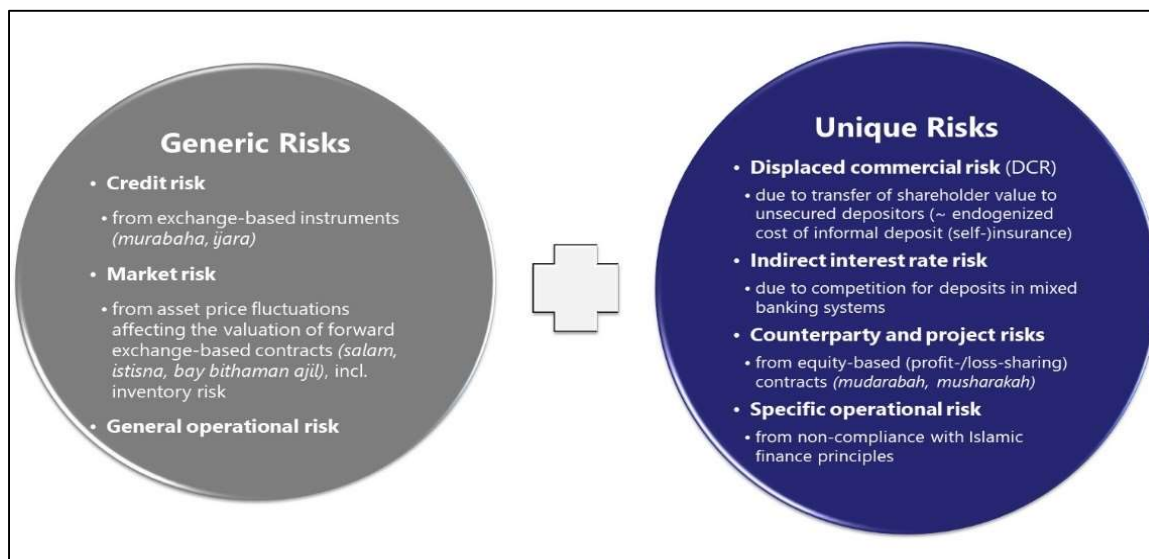 Generic Risks
• Credit risk
• from exchange-based instruments
(murabaha, ijara)
• Market risk
• from asset price fluctuations
affecting the valuation of forward
exchange-based contracts (salam,
istisna, bay bithaman ajil), incl.
inventory risk
• General operational risk
Unique Risks
• Displaced commercial risk (DCR)
• due to transfer of shareholder value to
unsecured depositors (~ endogenized
cost of informal deposit (self-)insurance)
• Indirect interest rate risk
• due to competition for deposits in mixed
banking systems
• Counterparty and project risks
• from equity-based (profit-/loss-sharing)
contracts (mudarabah, musharakah)
• Specific operational risk
• from non-compliance with Islamic
finance principles